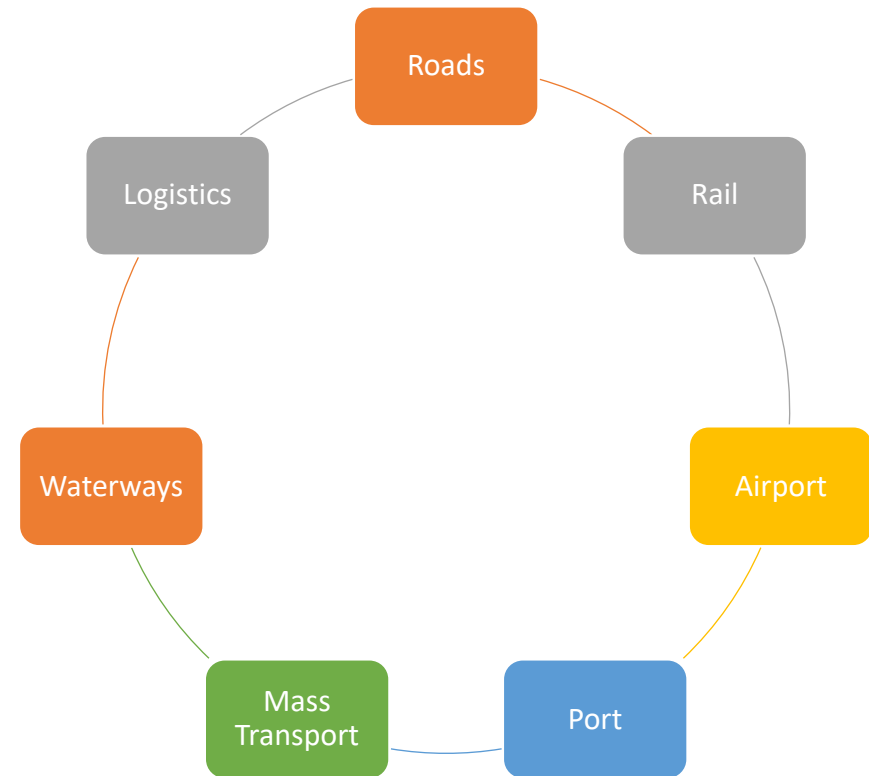 Roads
Rail
Airport
Port
Mass
Transport
Waterways
Logistics